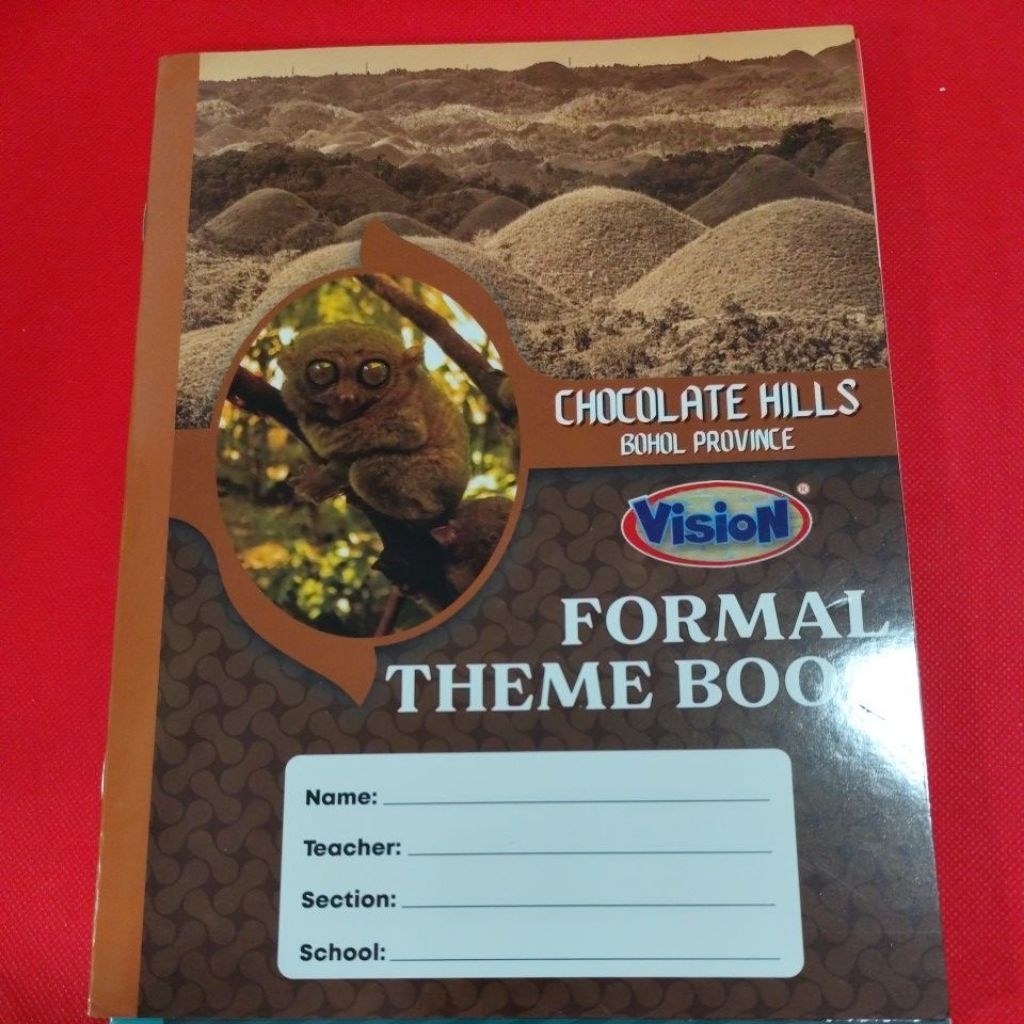 CHOCOLATE HILLS
BOHOL PROVINCE
VisioN ®
FORMAL
THEME BOO
Name:
Teacher:
Section:
School: